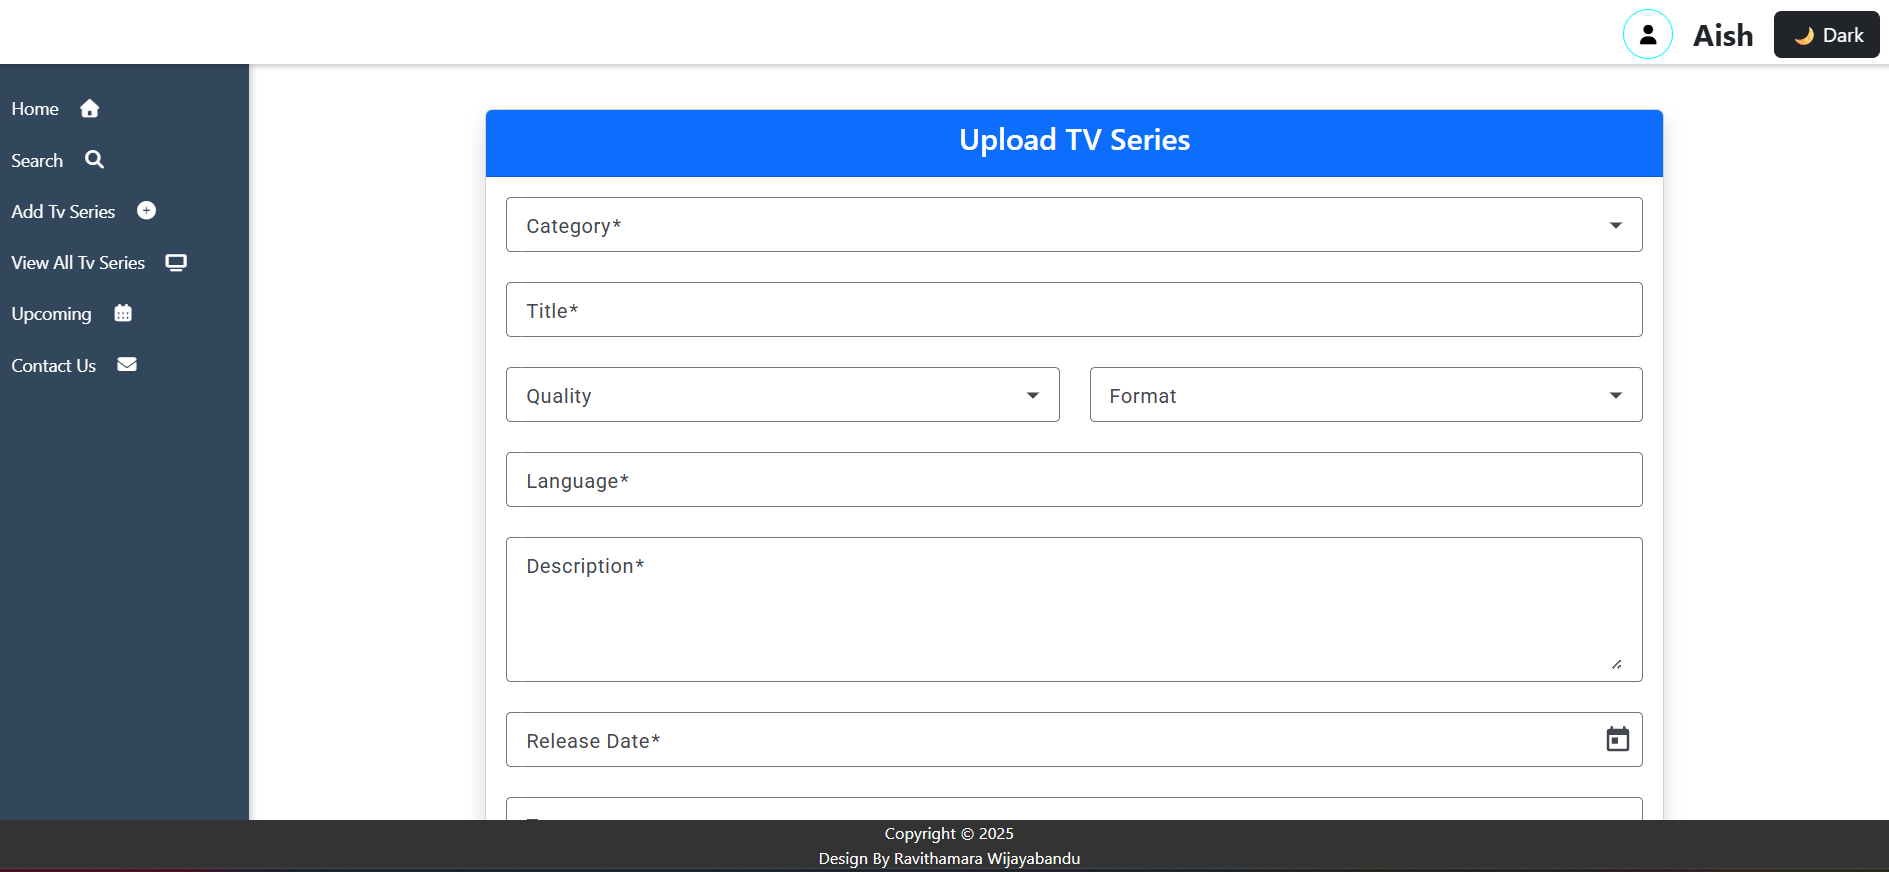 Aish
🌙 Dark
Home
Search
Add Tv Series
View All Tv Series
Upcoming
Contact Us
Upload TV Series
Category*
Title*
Quality
Format
Language*
Description*
Release Date*
Copyright © 2025
Design By Ravithamara Wijayabandu